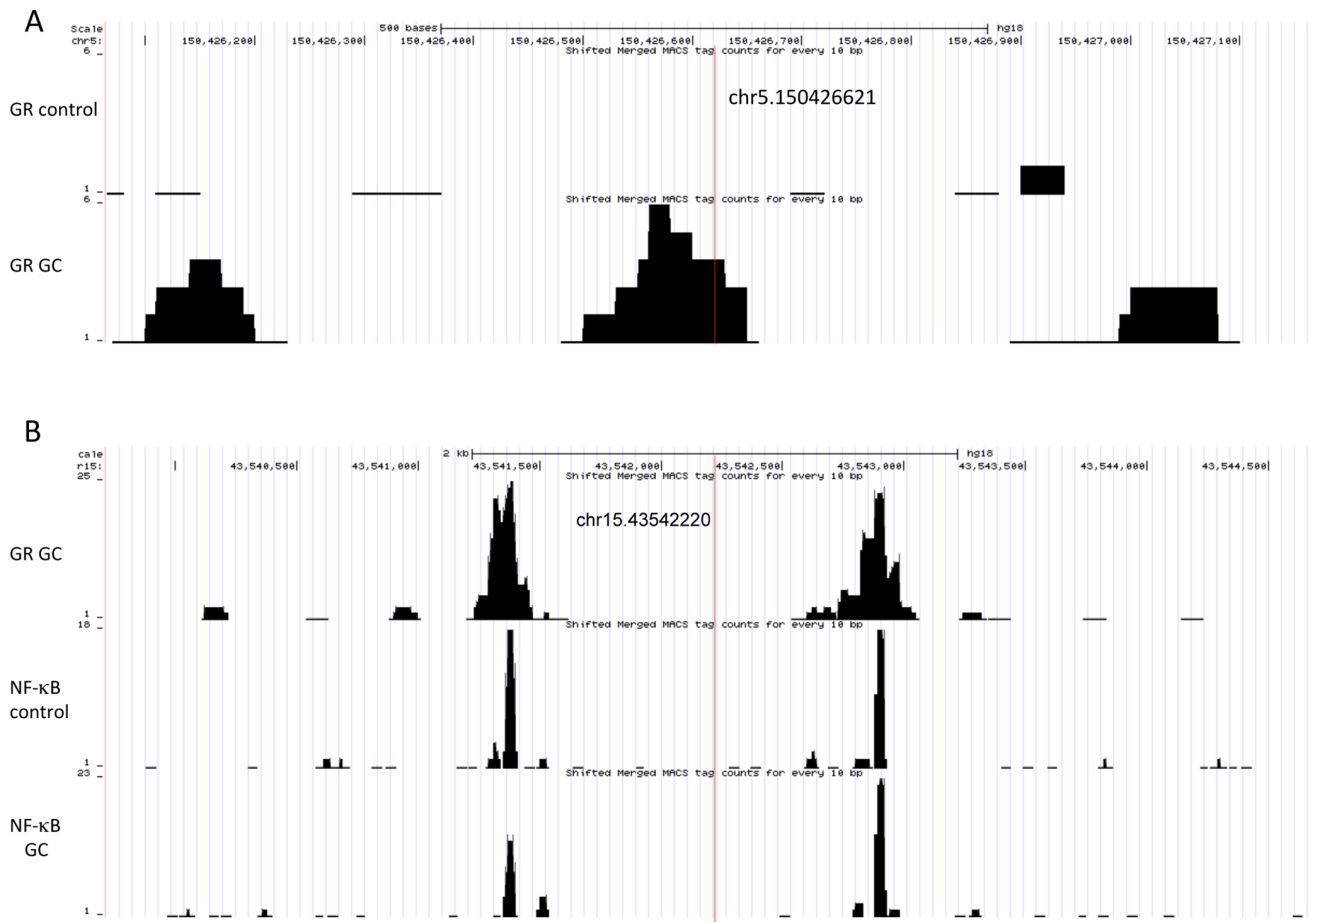 A
Scale 500 bases hg18
chr5: 150,426,200 150,426,300 150,426,400 150,426,500 150,426,600 150,426,700 150,426,800 150,426,900 150,427,000 150,427,100
6 Shifted Merged MACS tag counts for every 10 bp
chr5.150426621
GR control
1
6 Shifted Merged MACS tag counts for every 10 bp
GR GC
1
B
cale 2 kb hg18
r15: 43,540,500 43,541,000 43,541,500 43,542,000 43,542,500 43,543,000 43,543,500 43,544,000 43,544,500
25 Shifted Merged MACS tag counts for every 10 bp
chr15.43542220
GR GC
1
18 Shifted Merged MACS tag counts for every 10 bp
NF-κB
control
1
23 Shifted Merged MACS tag counts for every 10 bp
NF-κB
GC
1